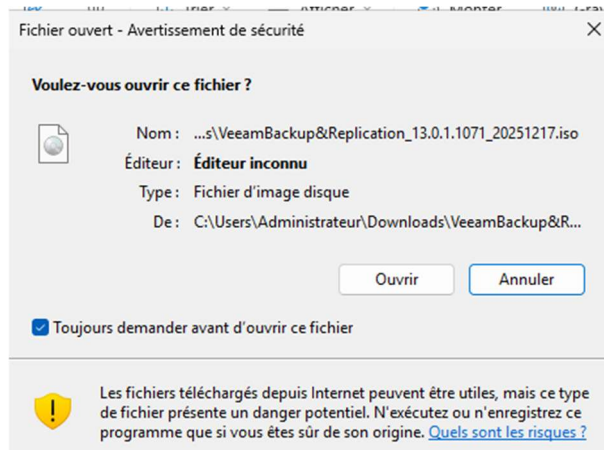 Trier
Afficher
Monter
Fichier ouvert - Avertissement de sécurité
Voulez-vous ouvrir ce fichier ?
Nom : ...s\VeeamBackup&Replication_13.0.1.1071_20251217.iso
Éditeur : Éditeur inconnu
Type : Fichier d'image disque
De : C:\Users\Administrateur\Downloads\VeeamBackup&R...
Ouvrir Annuler
Toujours demander avant d'ouvrir ce fichier
Les fichiers téléchargés depuis Internet peuvent être utiles, mais ce type
de fichier présente un danger potentiel. N'exécutez ou n'enregistrez ce
programme que si vous êtes sûr de son origine. Quels sont les risques ?